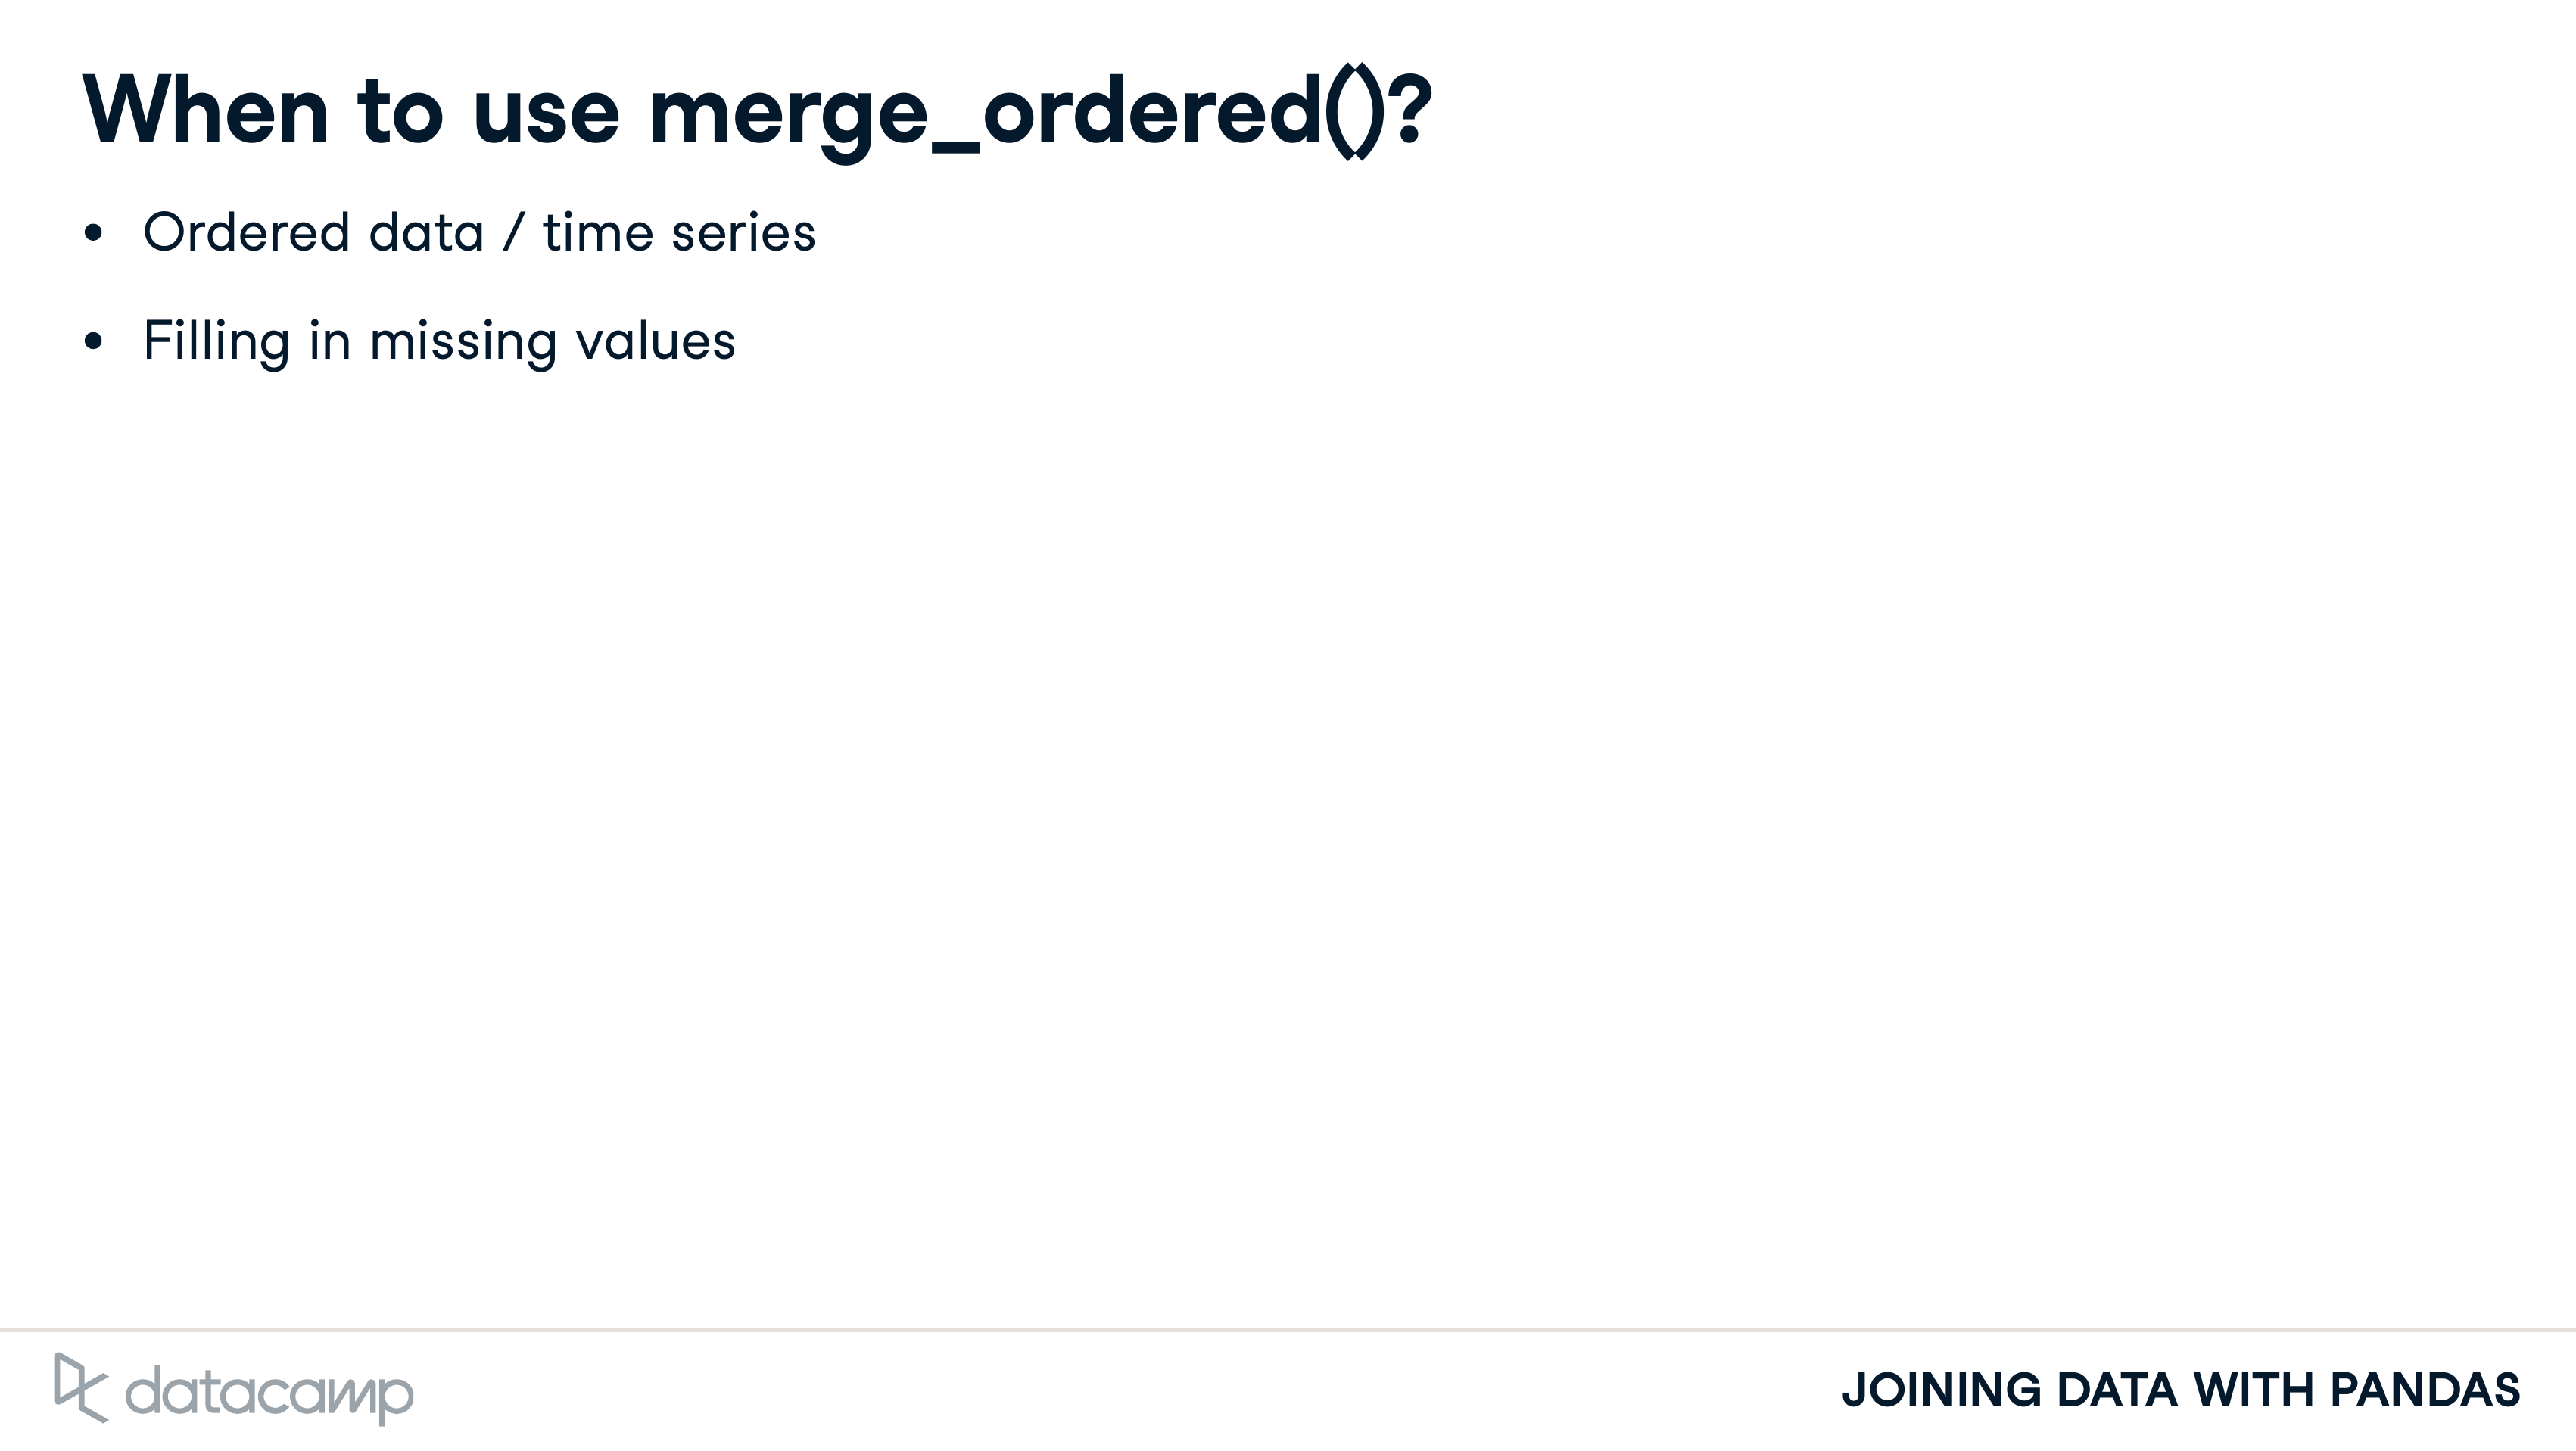 When to use merge_ordered()?
• Ordered data / time series
• Filling in missing values
datacamp
JOINING DATA WITH PANDAS